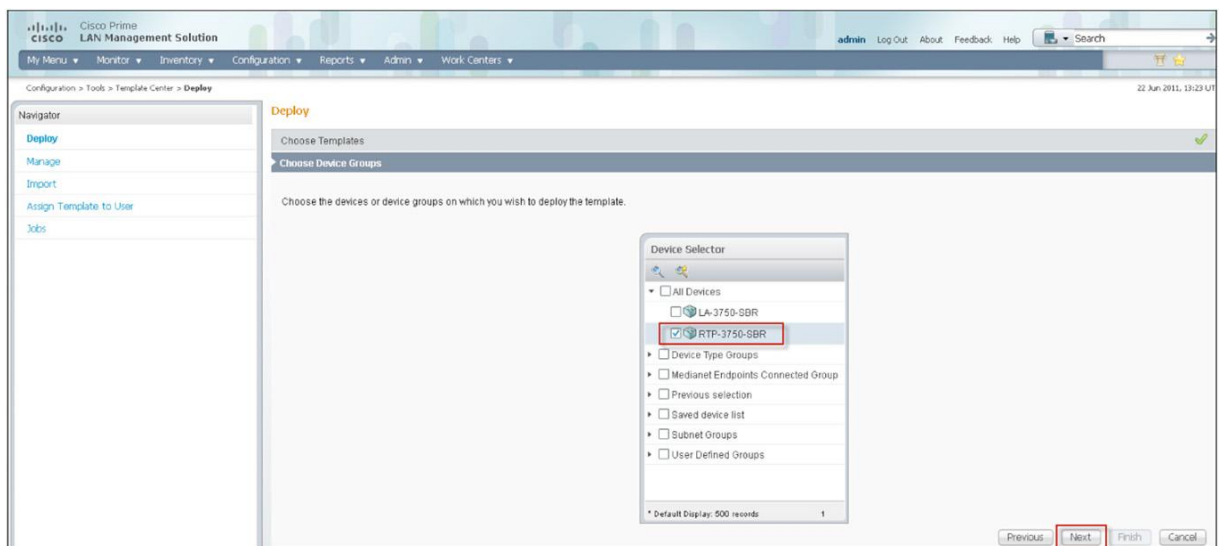 Cisco Prime
CISCO LAN Management Solution
admin Log Out About Feedback Help Search
My Menu Monitor Inventory Configuration Reports Admin Work Centers
Configuration > Tools > Template Center > Deploy
22 Jun 2011, 13:23 UT
Navigator
Deploy
Manage
Import
Assign Template to User
Jobs
Deploy
Choose Templates
Choose Device Groups
Choose the devices or device groups on which you wish to deploy the template.
Device Selector
All Devices
LA-3750-SBR
RTP-3750-SBR
Device Type Groups
Medianet Endpoints Connected Group
Previous selection
Saved device list
Subnet Groups
User Defined Groups
* Default Display: 500 records 1
Previous Next Finish Cancel